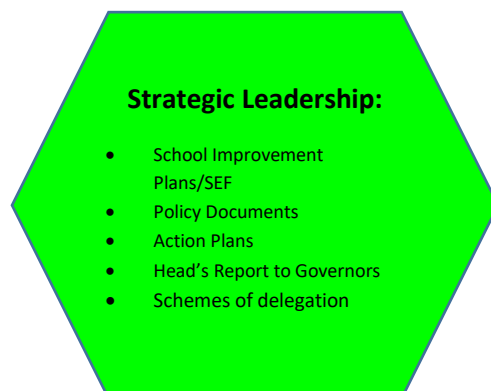 Strategic Leadership:
• School Improvement
Plans/SEF
• Policy Documents
• Action Plans
• Head’s Report to Governors
• Schemes of delegation